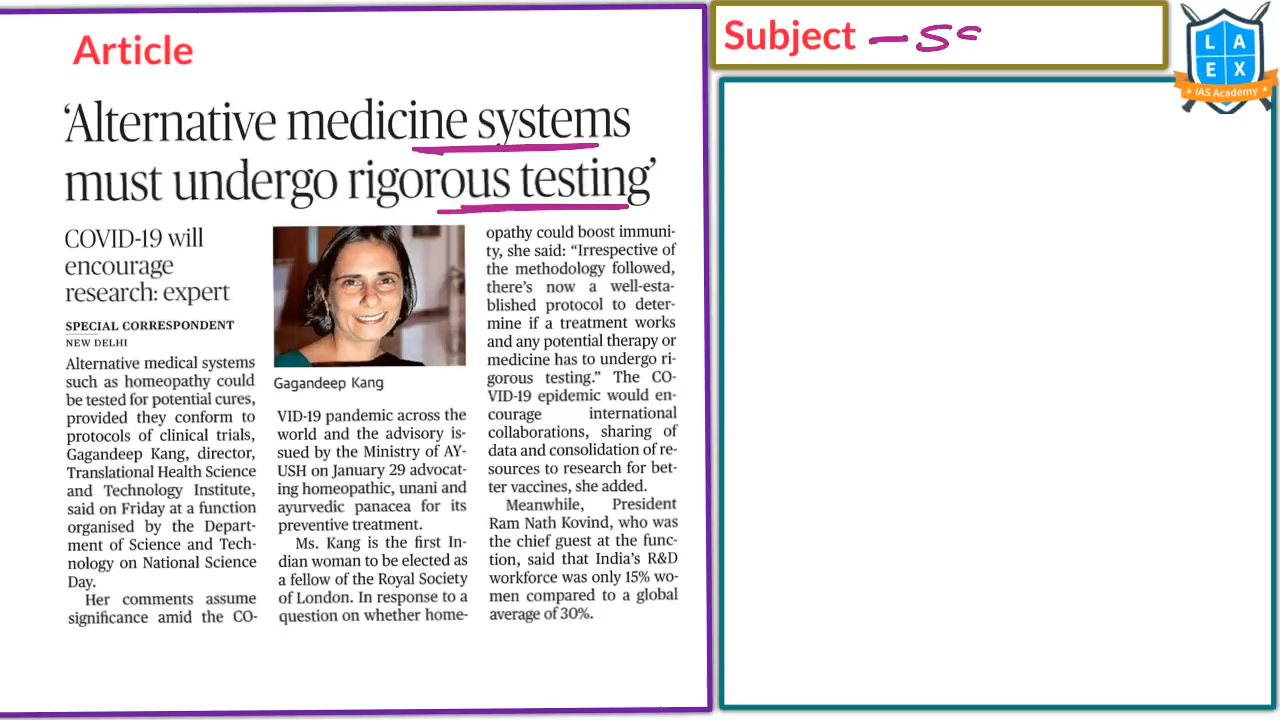 Article
‘Alternative medicine systems
must undergo rigorous testing’
COVID-19 will
encourage
research: expert
SPECIAL CORRESPONDENT
NEW DELHI
Alternative medical systems
such as homeopathy could
be tested for potential cures,
provided they conform to
protocols of clinical trials,
Gagandeep Kang, director,
Translational Health Science
and Technology Institute,
said on Friday at a function
organised by the Depart-
ment of Science and Tech-
nology on National Science
Day.
Her comments assume
significance amid the CO-
Gagandeep Kang
VID-19 pandemic across the
world and the advisory is-
sued by the Ministry of AY-
USH on January 29 advocat-
ing homeopathic, unani and
ayurvedic panacea for its
preventive treatment.
Ms. Kang is the first In-
dian woman to be elected as
a fellow of the Royal Society
of London. In response to a
question on whether home-
opathy could boost immuni-
ty, she said: “Irrespective of
the methodology followed,
there’s now a well-esta-
blished protocol to deter-
mine if a treatment works
and any potential therapy or
medicine has to undergo ri-
gorous testing.” The CO-
VID-19 epidemic would en-
courage international
collaborations, sharing of
data and consolidation of re-
sources to research for bet-
ter vaccines, she added.
Meanwhile, President
Ram Nath Kovind, who was
the chief guest at the func-
tion, said that India’s R&D
workforce was only 15% wo-
men compared to a global
average of 30%.
Subject
L A
E X
IAS Academy